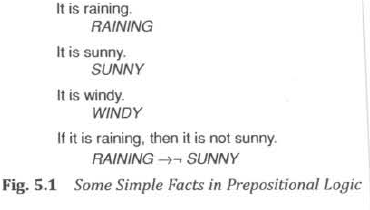 It is raining.
RAINING
It is sunny.
SUNNY
It is windy.
WINDY
If it is raining, then it is not sunny.
RAINING →¬ SUNNY
Fig. 5.1 Some Simple Facts in Prepositional Logic